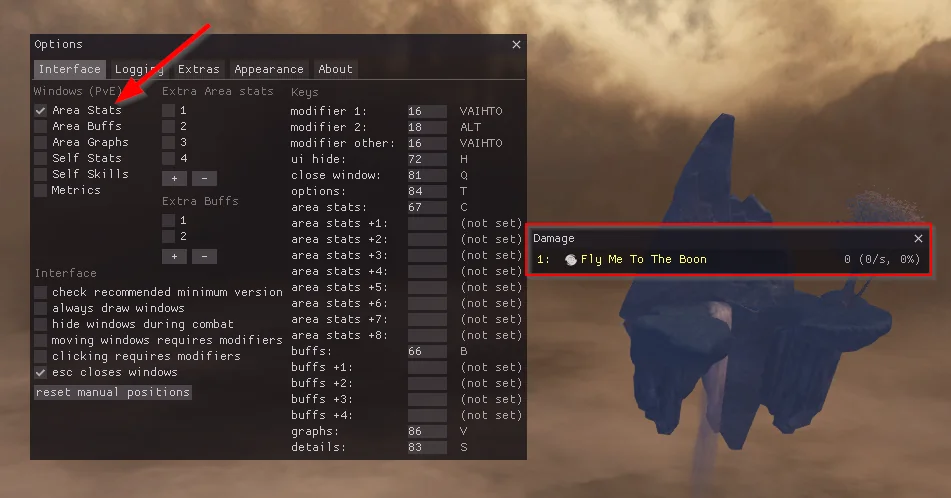 Options
Interface Logging Extras Appearance About
Windows (PvE) Extra Area stats Keys
Area Stats 1 modifier 1: 16 VAIHTO
Area Buffs 2 modifier 2: 18 ALT
Area Graphs 3 modifier other: 16 VAIHTO
Self Stats 4 ui hide: 72 H
Self Skills + - close window: 81 Q
Metrics options: 84 T
Extra Buffs area stats: 67 C
1 area stats +1: (not set)
2 area stats +2: (not set)
+ - area stats +3: (not set)
Interface area stats +4: (not set)
check recommended minimum version area stats +5: (not set)
always draw windows area stats +6: (not set)
hide windows during combat area stats +7: (not set)
moving windows requires modifiers area stats +8: (not set)
clicking requires modifiers buffs: 66 B
esc closes windows buffs +1: (not set)
reset manual positions buffs +2: (not set)
buffs +3: (not set)
buffs +4: (not set)
graphs: 86 V
details: 83 S
Damage
1: Fly Me To The Boon 0 (0/s, 0%)